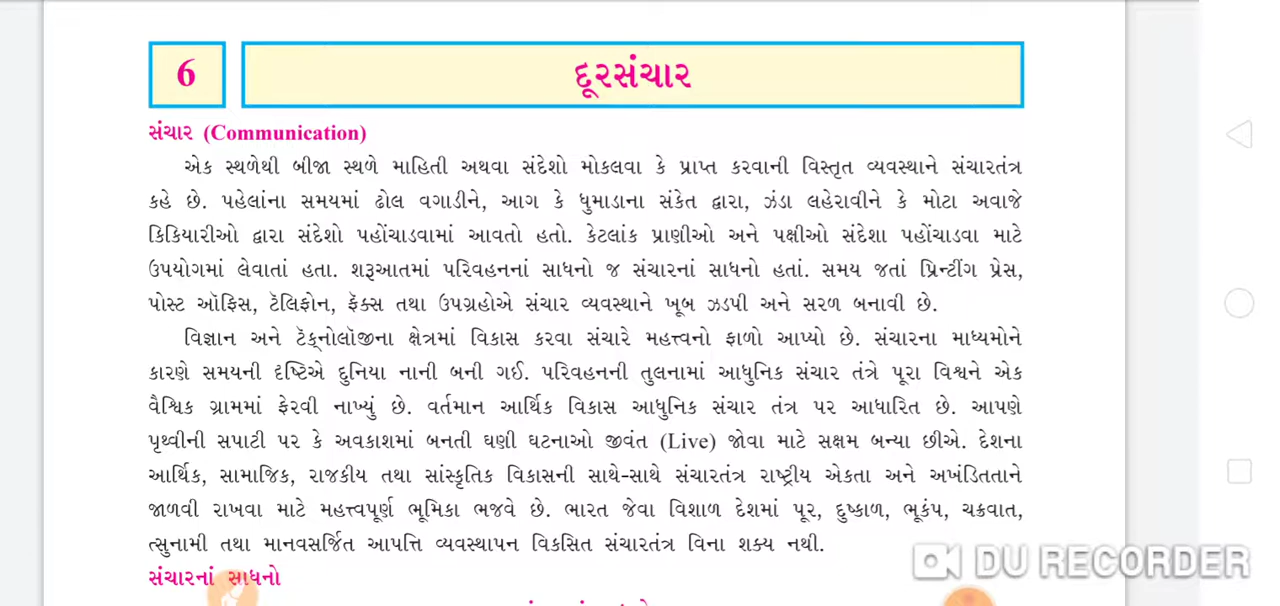 6
દૂરસંચાર
સંચાર (Communication)
એક સ્થળેથી બીજા સ્થળે માહિતી અથવા સંદેશો મોકલવા કે પ્રાપ્ત કરવાની વિસ્તૃત વ્યવસ્થાને સંચારતંત્ર
કહે છે. પહેલાંના સમયમાં ઢોલ વગાડીને, આગ કે ધુમાડાના સંકેત દ્વારા, ઝંડા લહેરાવીને કે મોટા અવાજે
કિકિયારીઓ દ્વારા સંદેશો પહોંચાડવામાં આવતો હતો. કેટલાંક પ્રાણીઓ અને પક્ષીઓ સંદેશા પહોંચાડવા માટે
ઉપયોગમાં લેવાતાં હતા. શરૂઆતમાં પરિવહનનાં સાધનો જ સંચારનાં સાધનો હતાં. સમય જતાં પ્રિન્ટીંગ પ્રેસ,
પોસ્ટ ઑફિસ, ટૅલિફોન, ફૅક્સ તથા ઉપગ્રહોએ સંચાર વ્યવસ્થાને ખૂબ ઝડપી અને સરળ બનાવી છે.
વિજ્ઞાન અને ટૅક્નોલૉજીના ક્ષેત્રમાં વિકાસ કરવા સંચારે મહત્ત્વનો ફાળો આપ્યો છે. સંચારના માધ્યમોને
કારણે સમયની દૃષ્ટિએ દુનિયા નાની બની ગઈ. પરિવહનની તુલનામાં આધુનિક સંચાર તંત્રે પૂરા વિશ્વને એક
વૈશ્વિક ગ્રામમાં ફેરવી નાખ્યું છે. વર્તમાન આર્થિક વિકાસ આધુનિક સંચાર તંત્ર પર આધારિત છે. આપણે
પૃથ્વીની સપાટી પર કે અવકાશમાં બનતી ઘણી ઘટનાઓ જીવંત (Live) જોવા માટે સક્ષમ બન્યા છીએ. દેશના
આર્થિક, સામાજિક, રાજકીય તથા સાંસ્કૃતિક વિકાસની સાથે-સાથે સંચારતંત્ર રાષ્ટ્રીય એકતા અને અખંડિતતાને
જાળવી રાખવા માટે મહત્ત્વપૂર્ણ ભૂમિકા ભજવે છે. ભારત જેવા વિશાળ દેશમાં પૂર, દુષ્કાળ, ભૂકંપ, ચક્રવાત,
ત્સુનામી તથા માનવસર્જિત આપત્તિ વ્યવસ્થાપન વિકસિત સંચારતંત્ર વિના શક્ય નથી.
DU RECORDER
સંચારનાં સાધનો